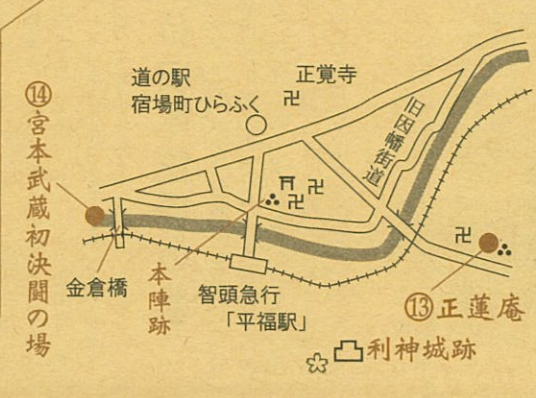 道の駅
宿場町ひらふく
正覚寺
旧因幡街道
⑭宮本武蔵初決闘の場
金倉橋
本陣跡
智頭急行
「平福駅」
⑬正蓮庵
利神城跡